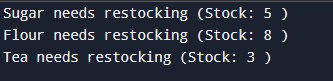 Sugar needs restocking (Stock: 5 )
Flour needs restocking (Stock: 8 )
Tea needs restocking (Stock: 3 )